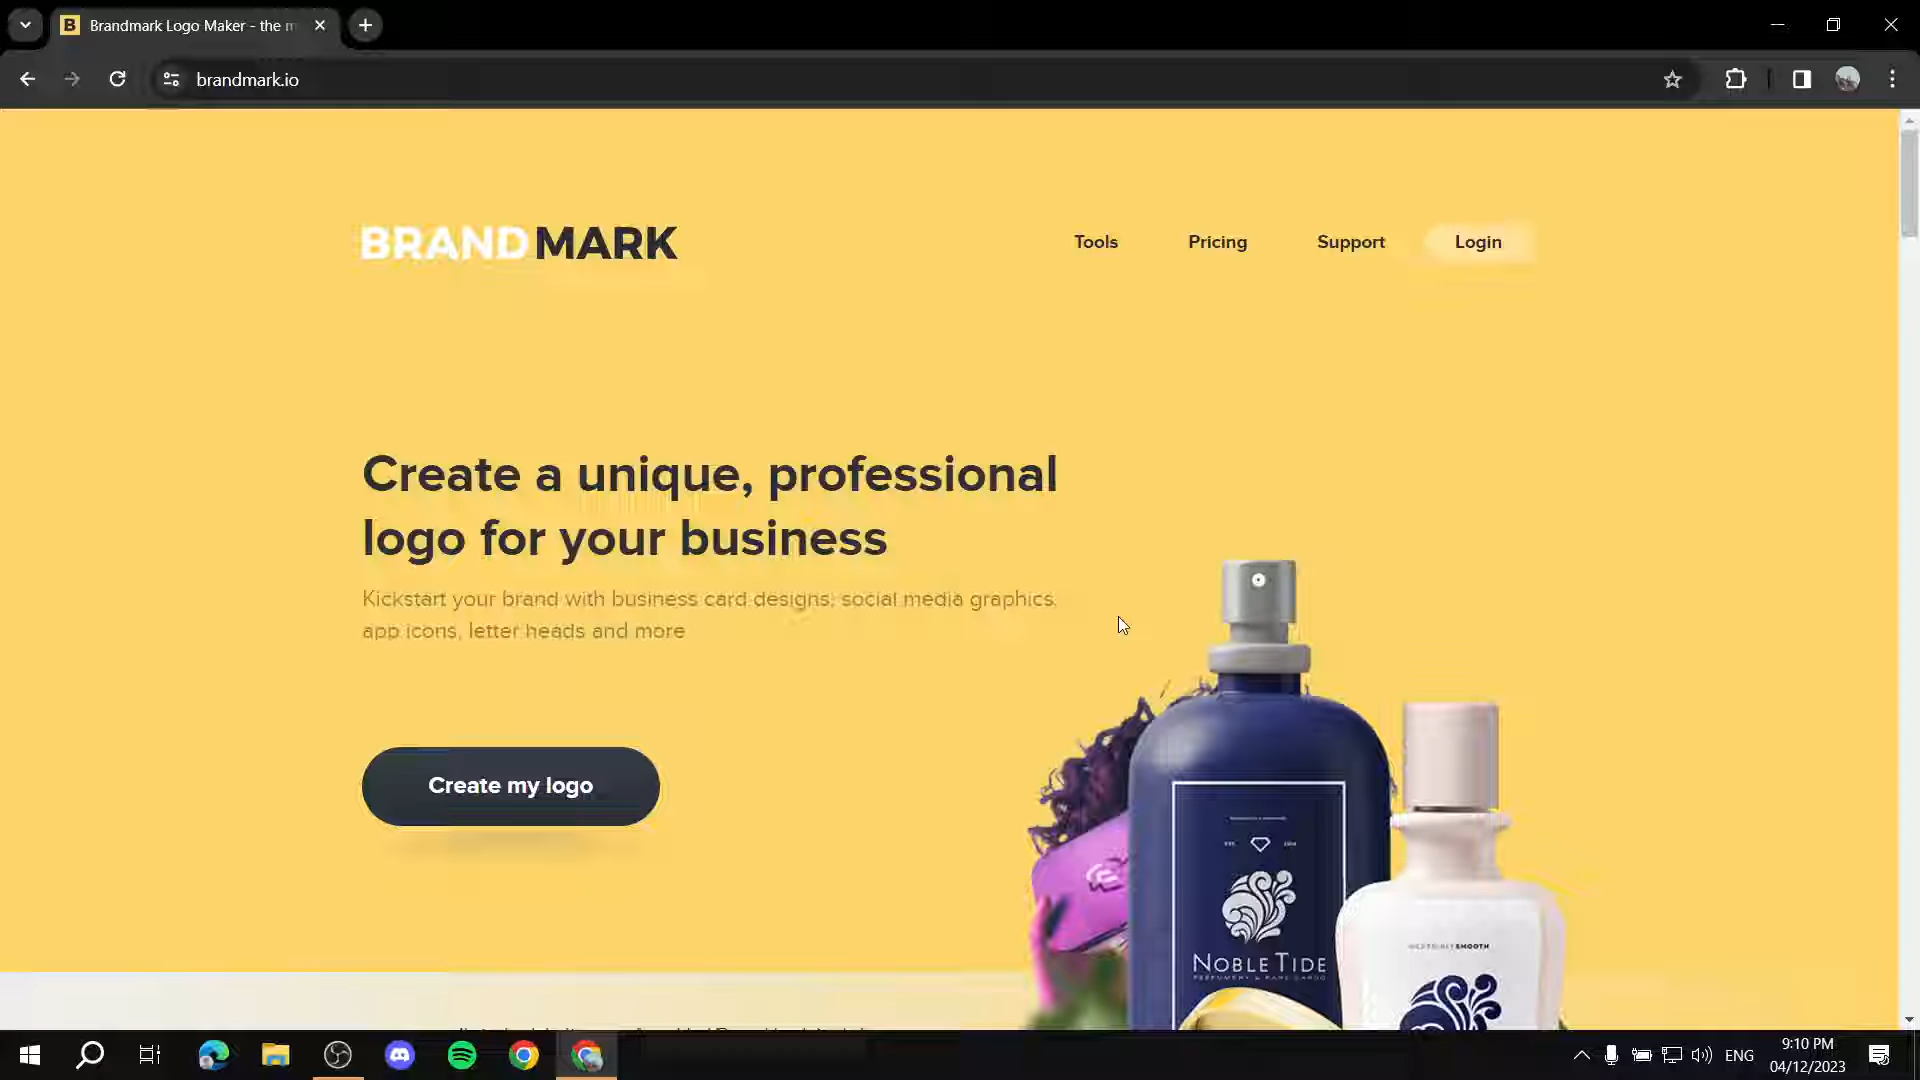 Brandmark Logo Maker - the m
brandmark.io
BRANDMARK
Tools
Pricing
Support
Login
Create a unique, professional
logo for your business
Kickstart your brand with business card designs, social media graphics,
app icons, letter heads and more
Create my logo
NOBLE TIDE
SMOOTH
ENG
9:10 PM
04/12/2023